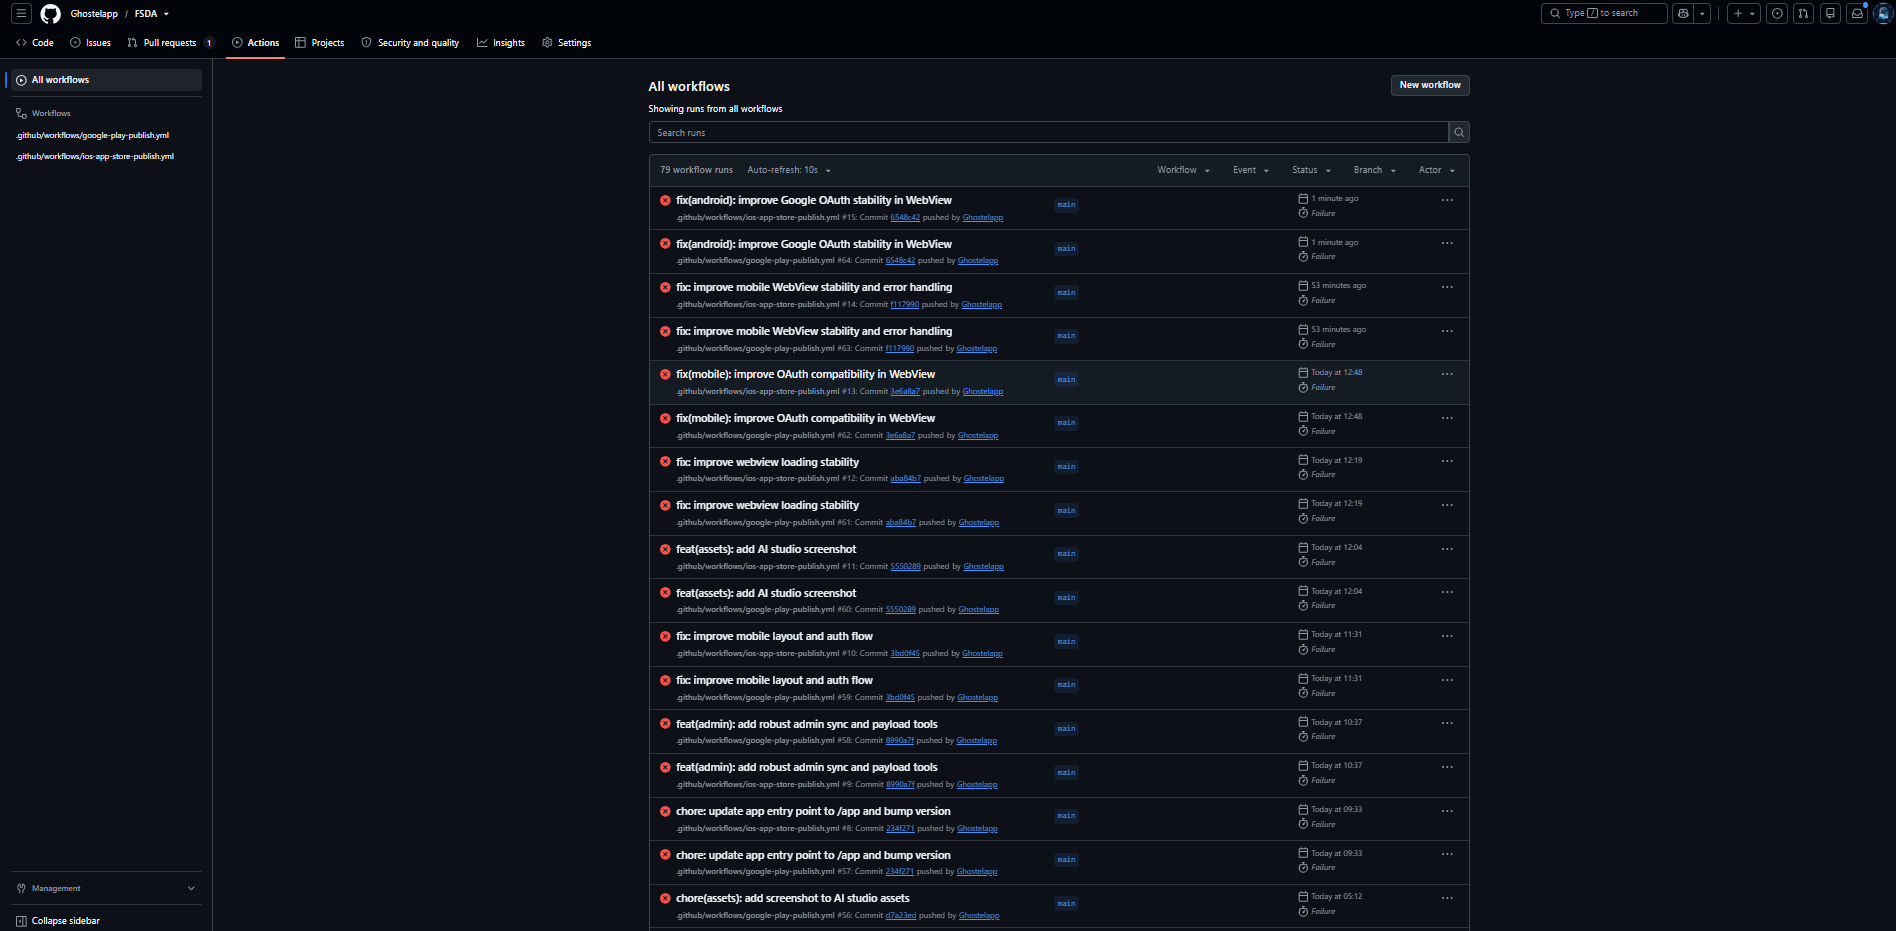 Ghostelapp / FSDA
Type / to search
Code
Issues
Pull requests 1
Actions
Projects
Security and quality
Insights
Settings
All workflows
Workflows
.github/workflows/google-play-publish.yml
.github/workflows/ios-app-store-publish.yml
Management
Collapse sidebar
All workflows
New workflow
Showing runs from all workflows
Search runs
79 workflow runs Auto-refresh: 10s Workflow Event Status Branch Actor
fix(android): improve Google OAuth stability in WebView
.github/workflows/ios-app-store-publish.yml #15: Commit 6548c42 pushed by Ghostelapp
main
1 minute ago
Failure
fix(android): improve Google OAuth stability in WebView
.github/workflows/google-play-publish.yml #64: Commit 6548c42 pushed by Ghostelapp
main
1 minute ago
Failure
fix: improve mobile WebView stability and error handling
.github/workflows/ios-app-store-publish.yml #14: Commit f117990 pushed by Ghostelapp
main
53 minutes ago
Failure
fix: improve mobile WebView stability and error handling
.github/workflows/google-play-publish.yml #63: Commit f117990 pushed by Ghostelapp
main
53 minutes ago
Failure
fix(mobile): improve OAuth compatibility in WebView
.github/workflows/ios-app-store-publish.yml #13: Commit 3e6a8a7 pushed by Ghostelapp
main
Today at 12:48
Failure
fix(mobile): improve OAuth compatibility in WebView
.github/workflows/google-play-publish.yml #62: Commit 3e6a8a7 pushed by Ghostelapp
main
Today at 12:48
Failure
fix: improve webview loading stability
.github/workflows/ios-app-store-publish.yml #12: Commit aba84b7 pushed by Ghostelapp
main
Today at 12:19
Failure
fix: improve webview loading stability
.github/workflows/google-play-publish.yml #61: Commit aba84b7 pushed by Ghostelapp
main
Today at 12:19
Failure
feat(assets): add AI studio screenshot
.github/workflows/ios-app-store-publish.yml #11: Commit 5550289 pushed by Ghostelapp
main
Today at 12:04
Failure
feat(assets): add AI studio screenshot
.github/workflows/google-play-publish.yml #60: Commit 5550289 pushed by Ghostelapp
main
Today at 12:04
Failure
fix: improve mobile layout and auth flow
.github/workflows/ios-app-store-publish.yml #10: Commit 3bd0f45 pushed by Ghostelapp
main
Today at 11:31
Failure
fix: improve mobile layout and auth flow
.github/workflows/google-play-publish.yml #59: Commit 3bd0f45 pushed by Ghostelapp
main
Today at 11:31
Failure
feat(admin): add robust admin sync and payload tools
.github/workflows/google-play-publish.yml #58: Commit 8990a7f pushed by Ghostelapp
main
Today at 10:37
Failure
feat(admin): add robust admin sync and payload tools
.github/workflows/ios-app-store-publish.yml #9: Commit 8990a7f pushed by Ghostelapp
main
Today at 10:37
Failure
chore: update app entry point to /app and bump version
.github/workflows/ios-app-store-publish.yml #8: Commit 234f271 pushed by Ghostelapp
main
Today at 09:33
Failure
chore: update app entry point to /app and bump version
.github/workflows/google-play-publish.yml #57: Commit 234f271 pushed by Ghostelapp
main
Today at 09:33
Failure
chore(assets): add screenshot to AI studio assets
.github/workflows/google-play-publish.yml #56: Commit d7a23ed pushed by Ghostelapp
main
Today at 05:12
Failure